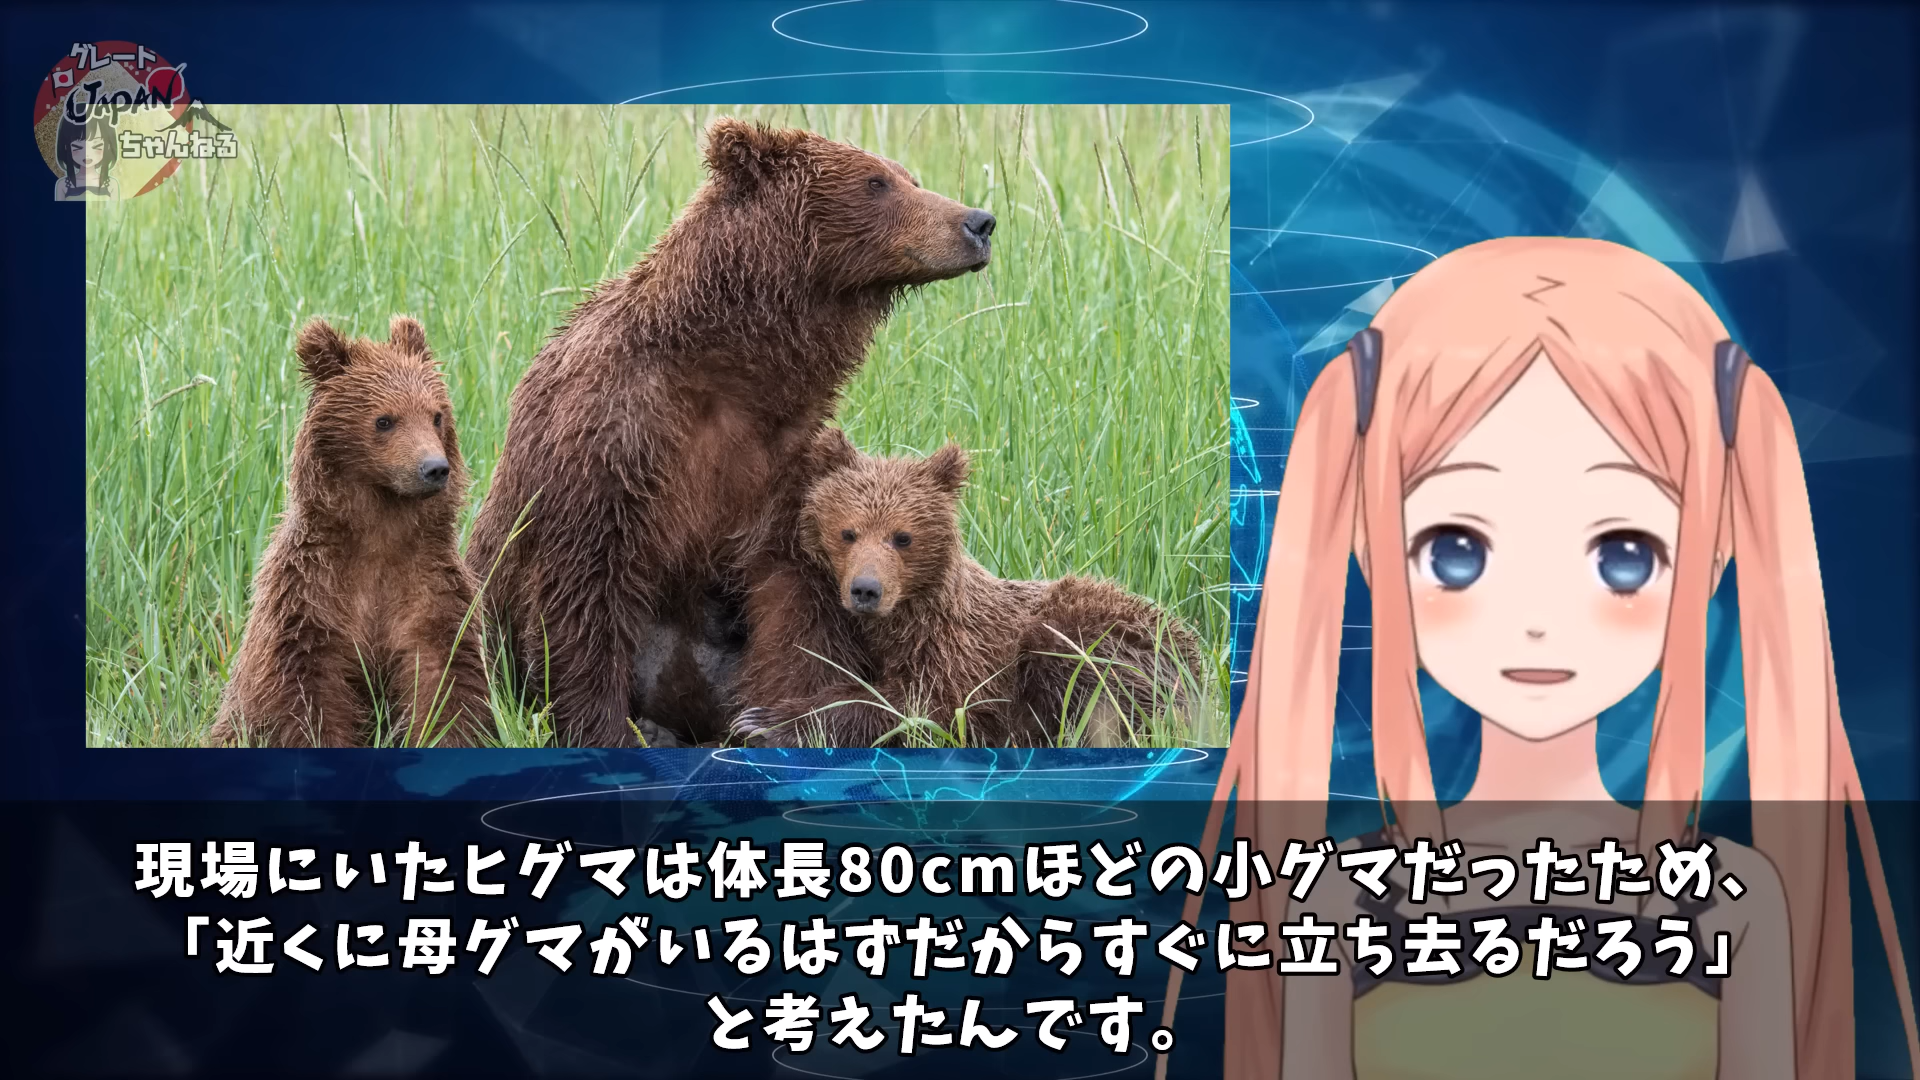 グレート
JAPAN
ちゃんねる
現場にいたヒグマは体長80cmほどの小グマだったため、
「近くに母グマがいるはずだからすぐに立ち去るだろう」
と考えたんです。